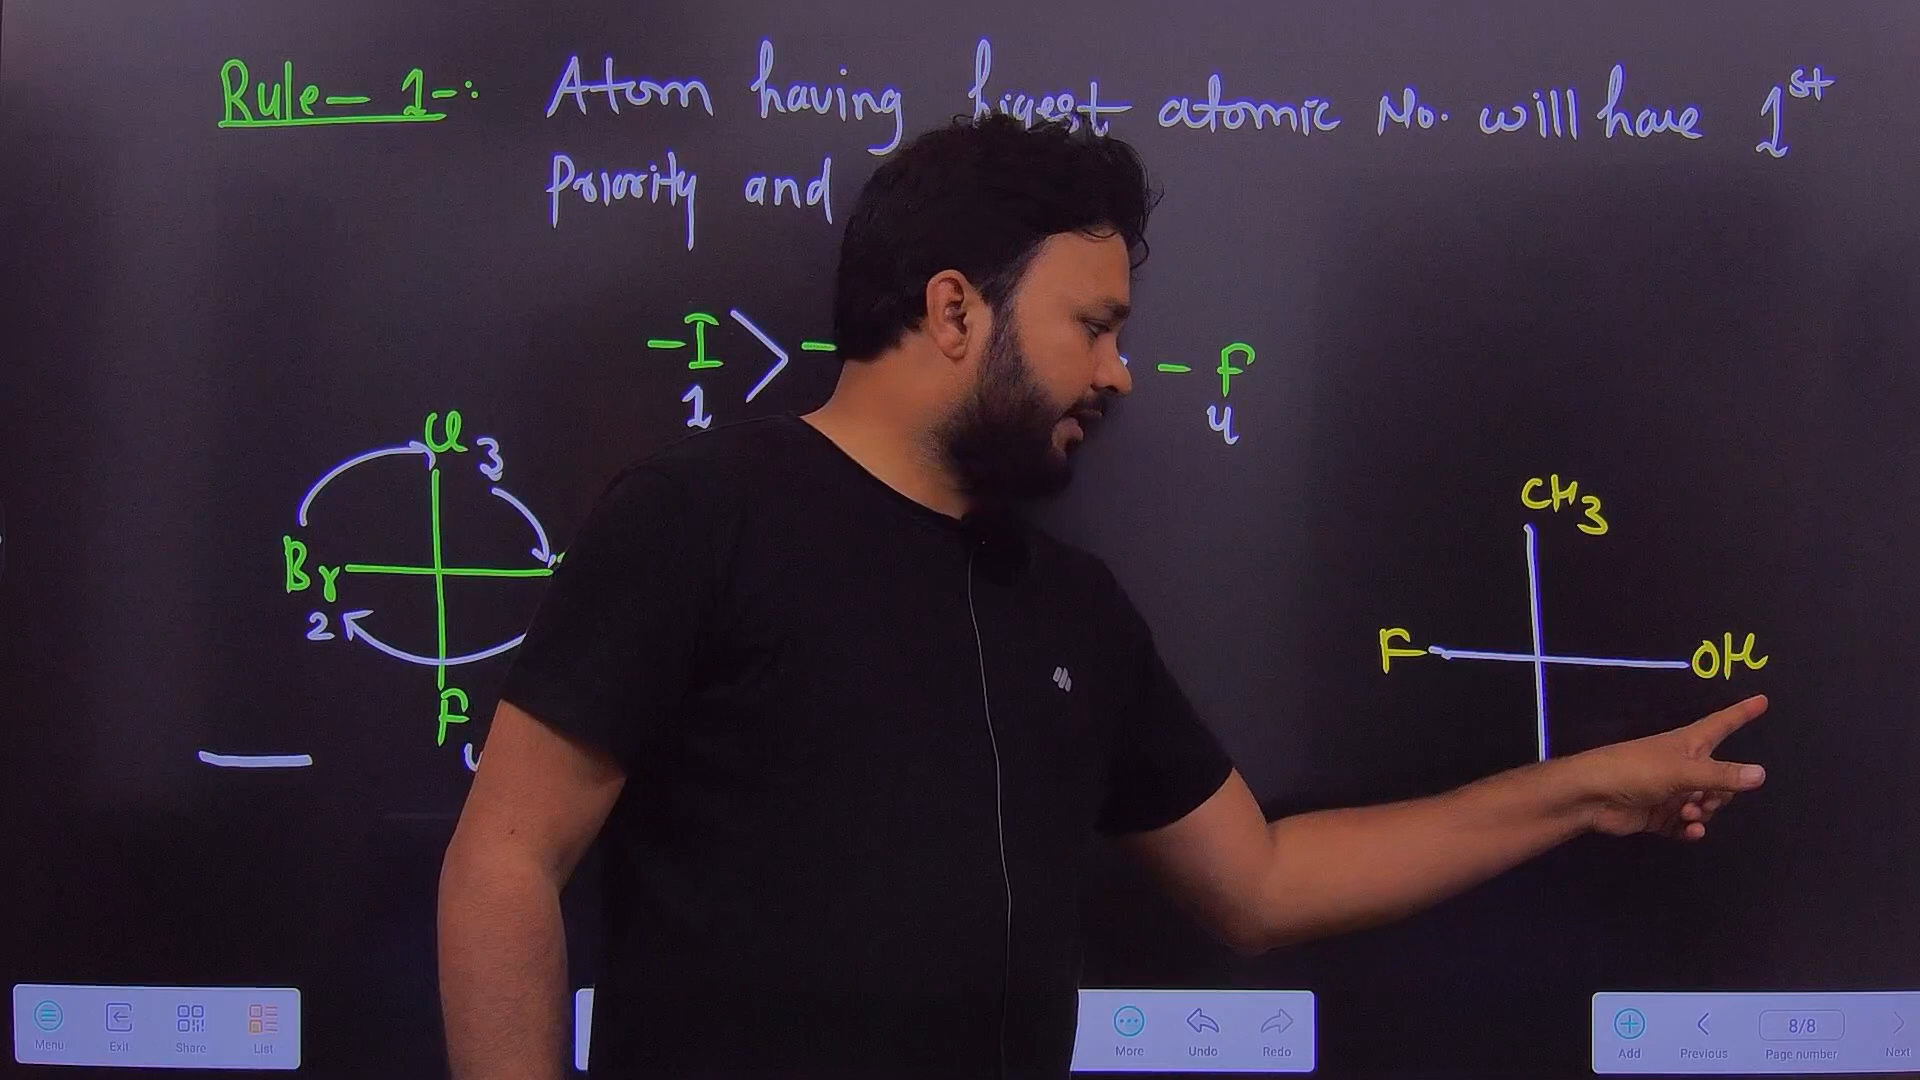 Rule-1-: Atom having higest atomic No. will have 1st
Priority and
-I > - - F
1 4
Cl 3
Br
2
F
CH3
F OH
Menu Exit Share List
More Undo Redo
Add Previous 8/8 Page number Next